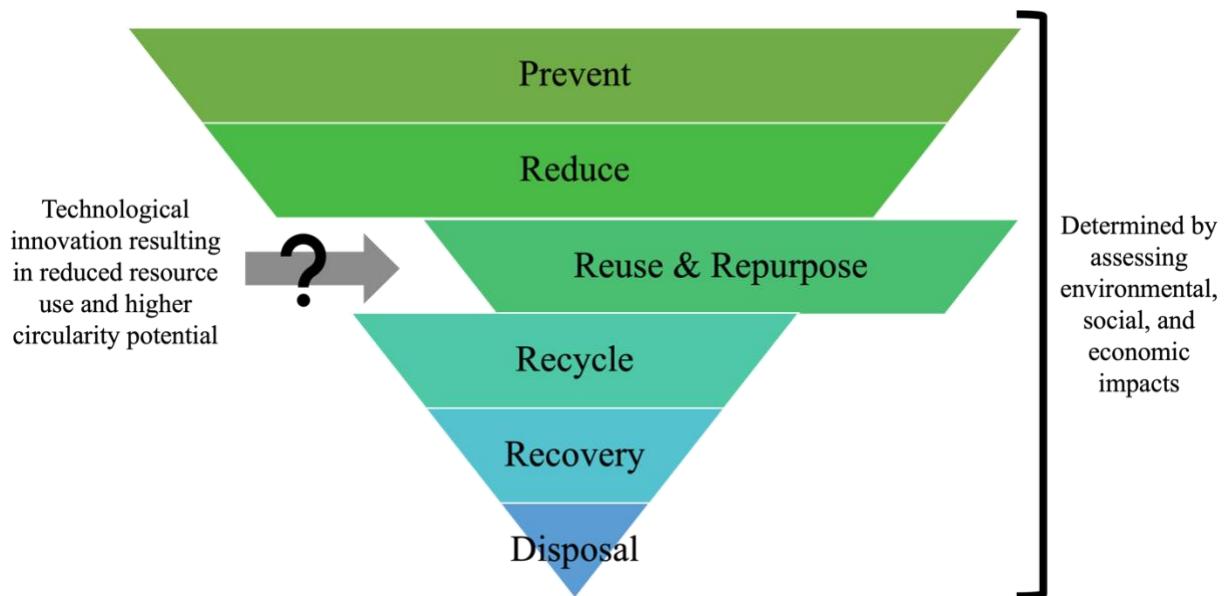 Prevent
Reduce
Technological
innovation resulting
in reduced resource
use and higher
circularity potential
?
Reuse & Repurpose
Recycle
Recovery
Disposal
Determined by
assessing
environmental,
social, and
economic
impacts